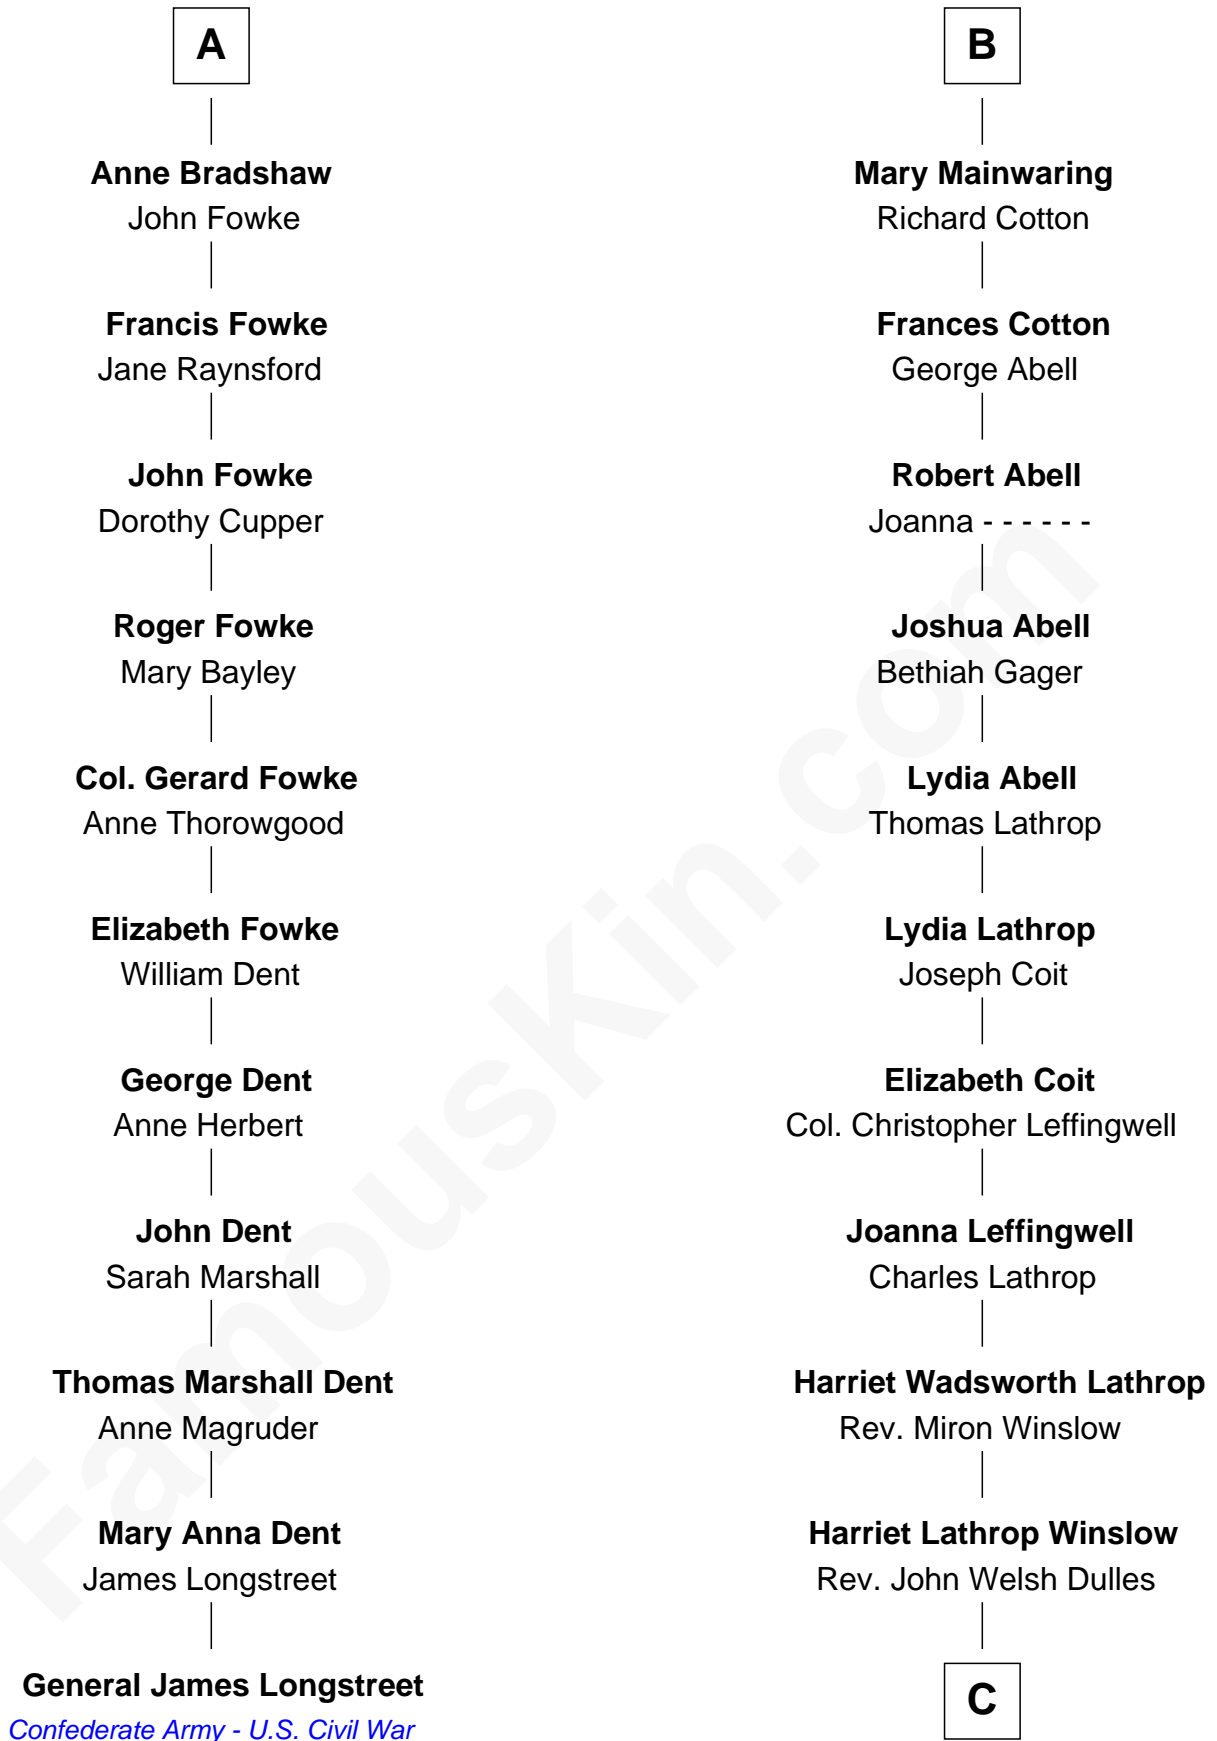 A
Anne Bradshaw
John Fowke
Francis Fowke
Jane Raynsford
John Fowke
Dorothy Cupper
Roger Fowke
Mary Bayley
Col. Gerard Fowke
Anne Thorowgood
Elizabeth Fowke
William Dent
George Dent
Anne Herbert
John Dent
Sarah Marshall
Thomas Marshall Dent
Anne Magruder
Mary Anna Dent
James Longstreet
General James Longstreet
Confederate Army - U.S. Civil War
B
Mary Mainwaring
Richard Cotton
Frances Cotton
George Abell
Robert Abell
Joanna - - - - - -
Joshua Abell
Bethiah Gager
Lydia Abell
Thomas Lathrop
Lydia Lathrop
Joseph Coit
Elizabeth Coit
Col. Christopher Leffingwell
Joanna Leffingwell
Charles Lathrop
Harriet Wadsworth Lathrop
Rev. Miron Winslow
Harriet Lathrop Winslow
Rev. John Welsh Dulles
C
FamousKin.com